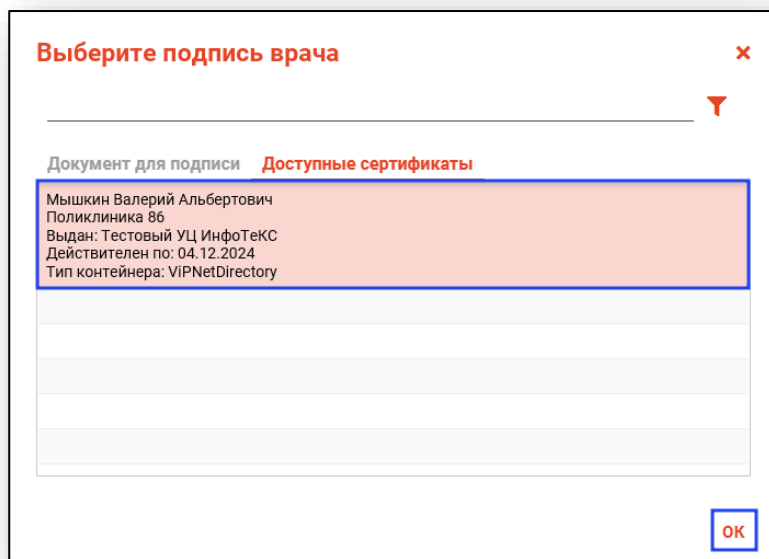 Выберите подпись врача
Документ для подписи Доступные сертификаты
Мышкин Валерий Альбертович
Поликлиника 86
Выдан: Тестовый УЦ ИнфоТеКС
Действителен по: 04.12.2024
Тип контейнера: ViPNetDirectory
ОК